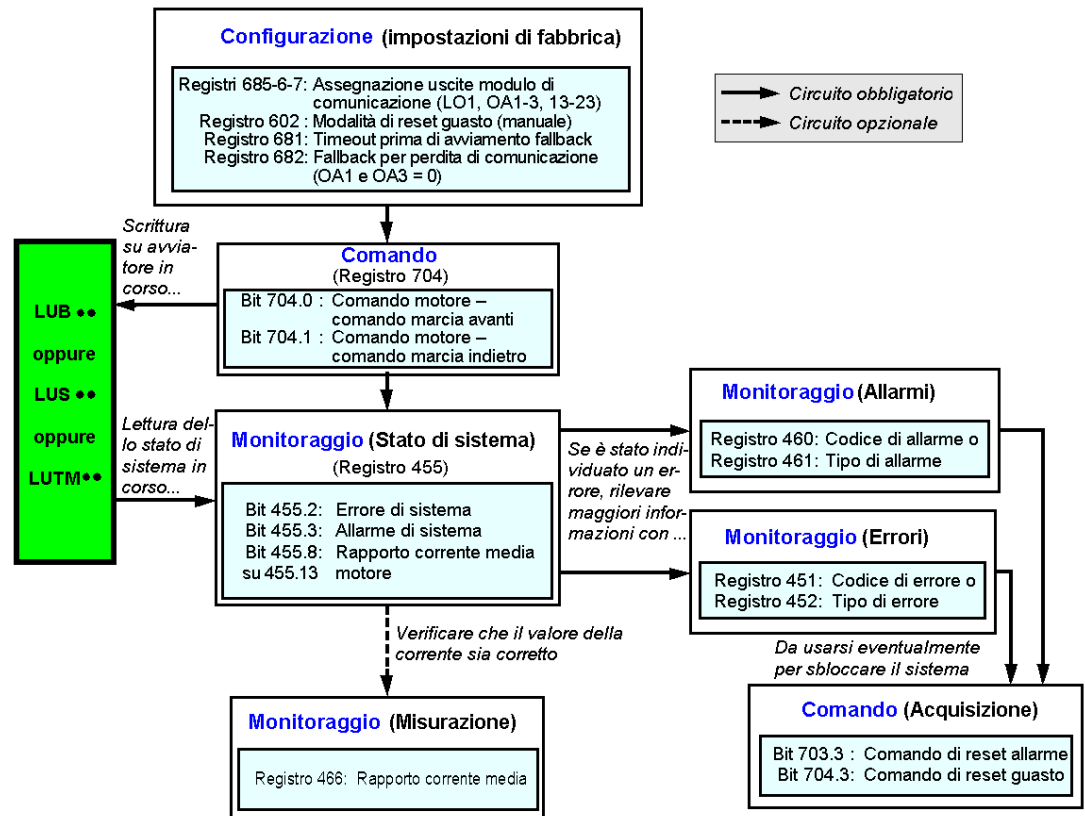 Configurazione (impostazioni di fabbrica)
Registri 685-6-7: Assegnazione uscite modulo di
comunicazione (LO1, OA1-3, 13-23)
Registro 602 : Modalità di reset guasto (manuale)
Registro 681 : Timeout prima di avviamento fallback
Registro 682 : Fallback per perdita di comunicazione
(OA1 e OA3 = 0)
Circuito obbligatorio
Circuito opzionale
Scrittura
su avvia-
tore in
corso...
Comando
(Registro 704)
Bit 704.0 : Comando motore –
comando marcia avanti
Bit 704.1 : Comando motore –
comando marcia indietro
LUB ••
oppure
LUS ••
oppure
LUTM ••
Lettura del-
lo stato di
sistema in
corso...
Monitoraggio (Stato di sistema)
(Registro 455)
Bit 455.2: Errore di sistema
Bit 455.3: Allarme di sistema
Bit 455.8: Rapporto corrente media
su 455.13 motore
Se è stato indi-
viduato un er-
rore, rilevare
maggiori infor-
mazioni con ...
Monitoraggio (Allarmi)
Registro 460: Codice di allarme o
Registro 461: Tipo di allarme
Monitoraggio (Errori)
Registro 451: Codice di errore o
Registro 452: Tipo di errore
Verificare che il valore della
corrente sia corretto
Da usarsi eventualmente
per sbloccare il sistema
Monitoraggio (Misurazione)
Registro 466: Rapporto corrente media
Comando (Acquisizione)
Bit 703.3 : Comando di reset allarme
Bit 704.3: Comando di reset guasto